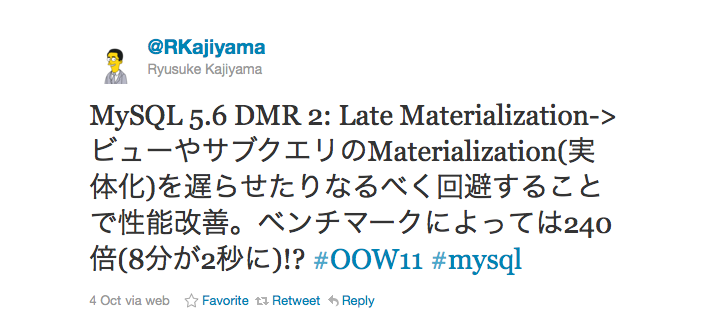 @RKajiyama
Ryusuke Kajiyama
MySQL 5.6 DMR 2: Late Materialization->
ビューやサブクエリのMaterialization(実
体化)を遅らせたりなるべく回避すること
で性能改善。ベンチマークによっては240
倍(8分が2秒に)!? #OOW11 #mysql
4 Oct via web Favorite Retweet Reply